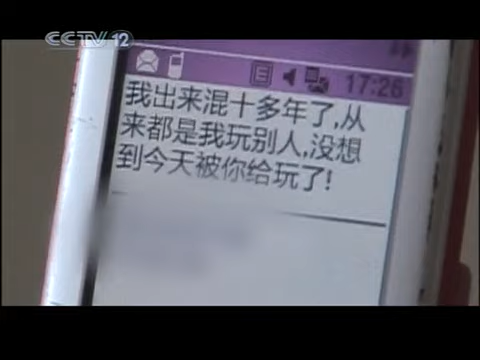 CCTV 12
E 17:28
我出来混十多年了,从
来都是我玩别人,没想
到今天被你给玩了!